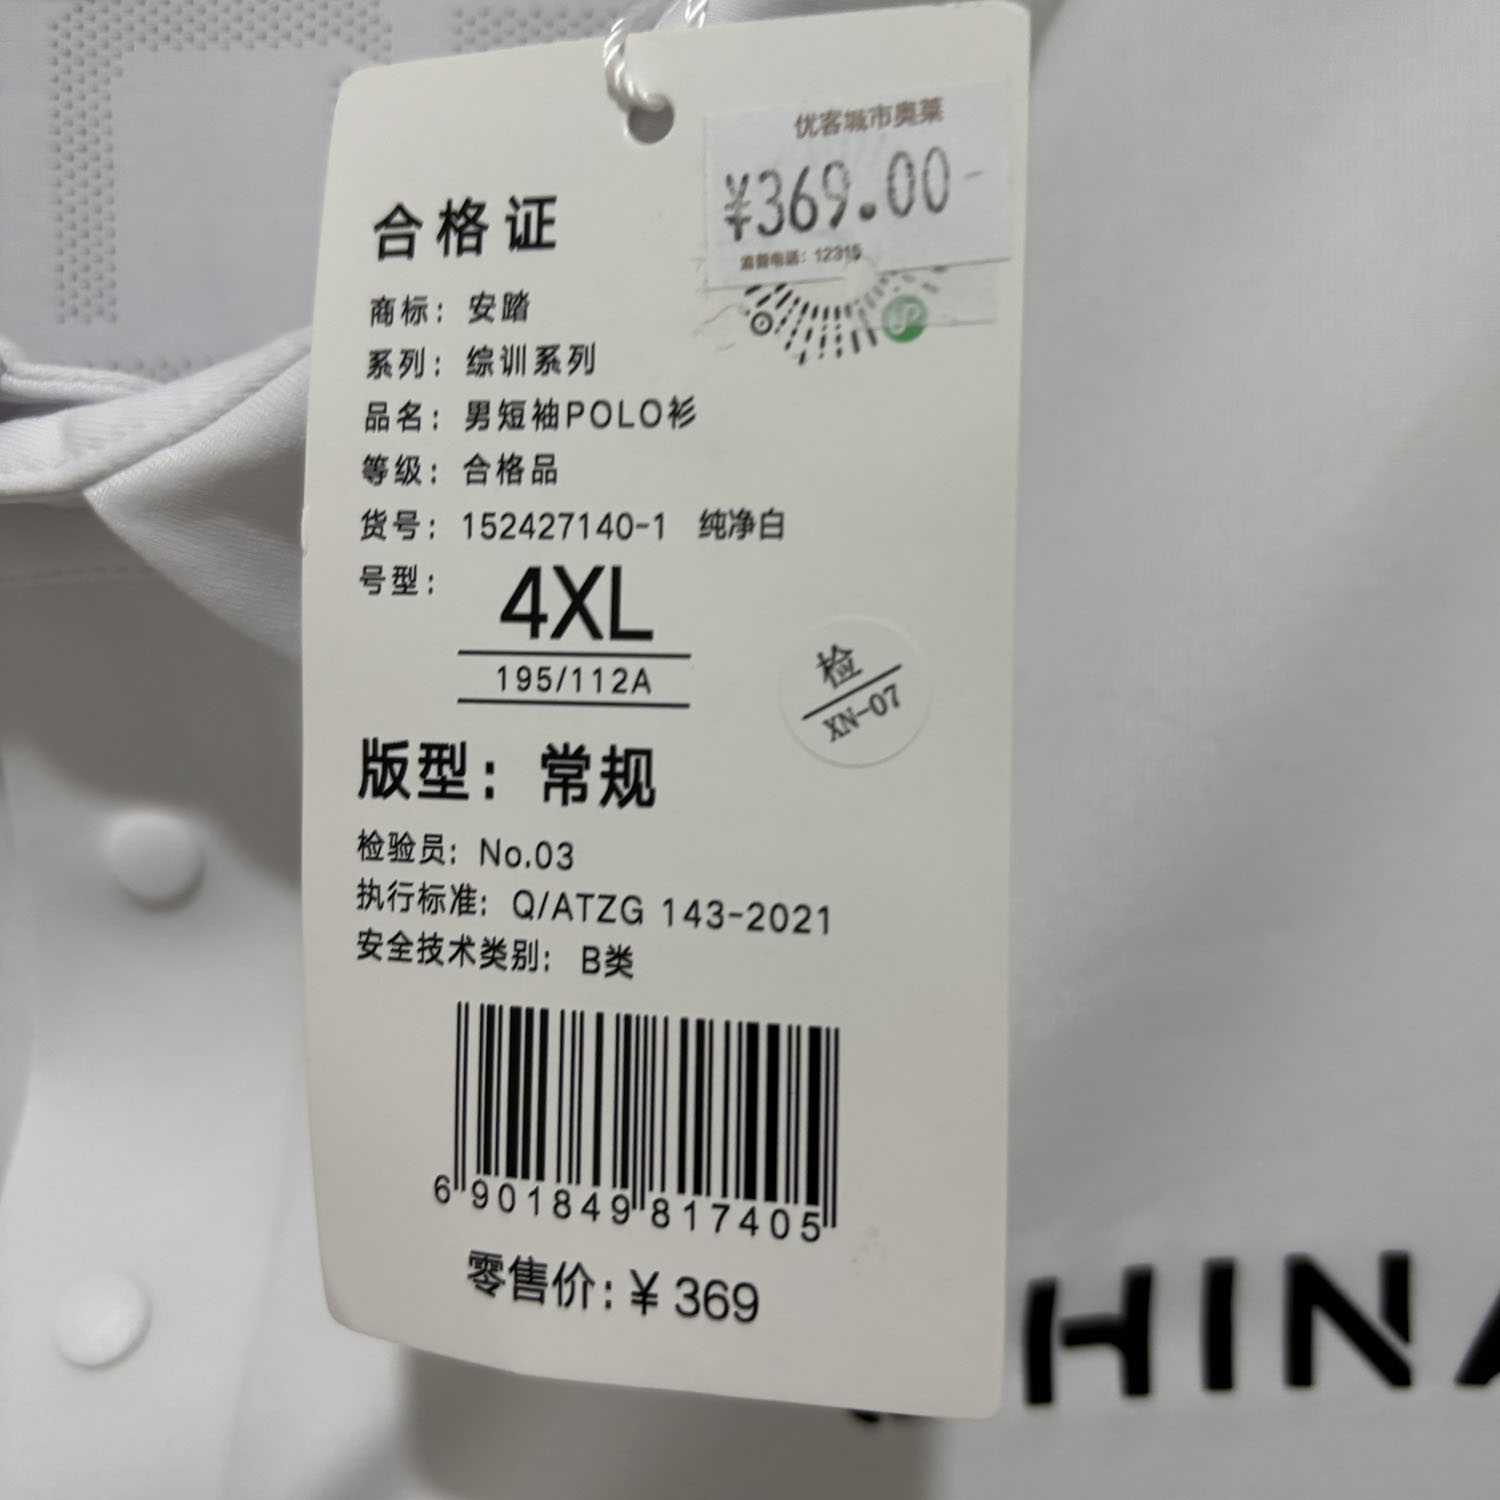 优客城市奥莱
¥369.00
监督电话：12315
合格证
商标：安踏
系列：综训系列
品名：男短袖POLO衫
等级：合格品
货号：152427140-1 纯净白
号型：
4XL
195/112A
检
XN-07
版型：常规
检验员：No.03
执行标准：Q/ATZG 143-2021
安全技术类别：B类
6901849817405
零售价：¥ 369
HINA